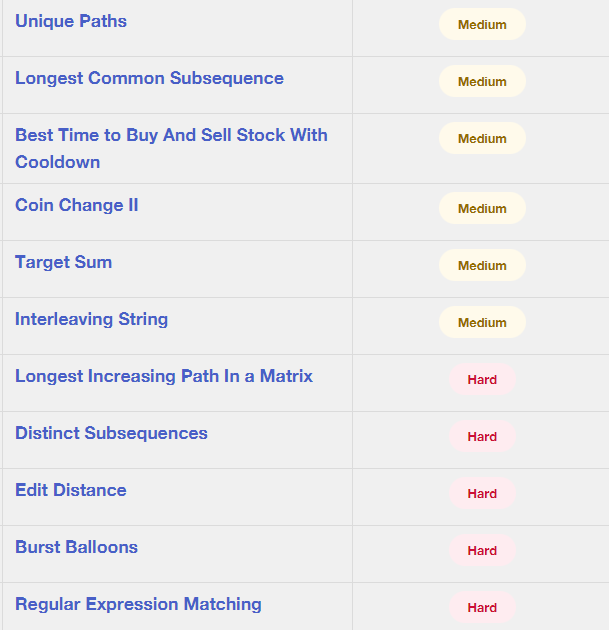 Unique Paths
Medium
Longest Common Subsequence
Medium
Best Time to Buy And Sell Stock With
Cooldown
Medium
Coin Change II
Medium
Target Sum
Medium
Interleaving String
Medium
Longest Increasing Path In a Matrix
Hard
Distinct Subsequences
Hard
Edit Distance
Hard
Burst Balloons
Hard
Regular Expression Matching
Hard